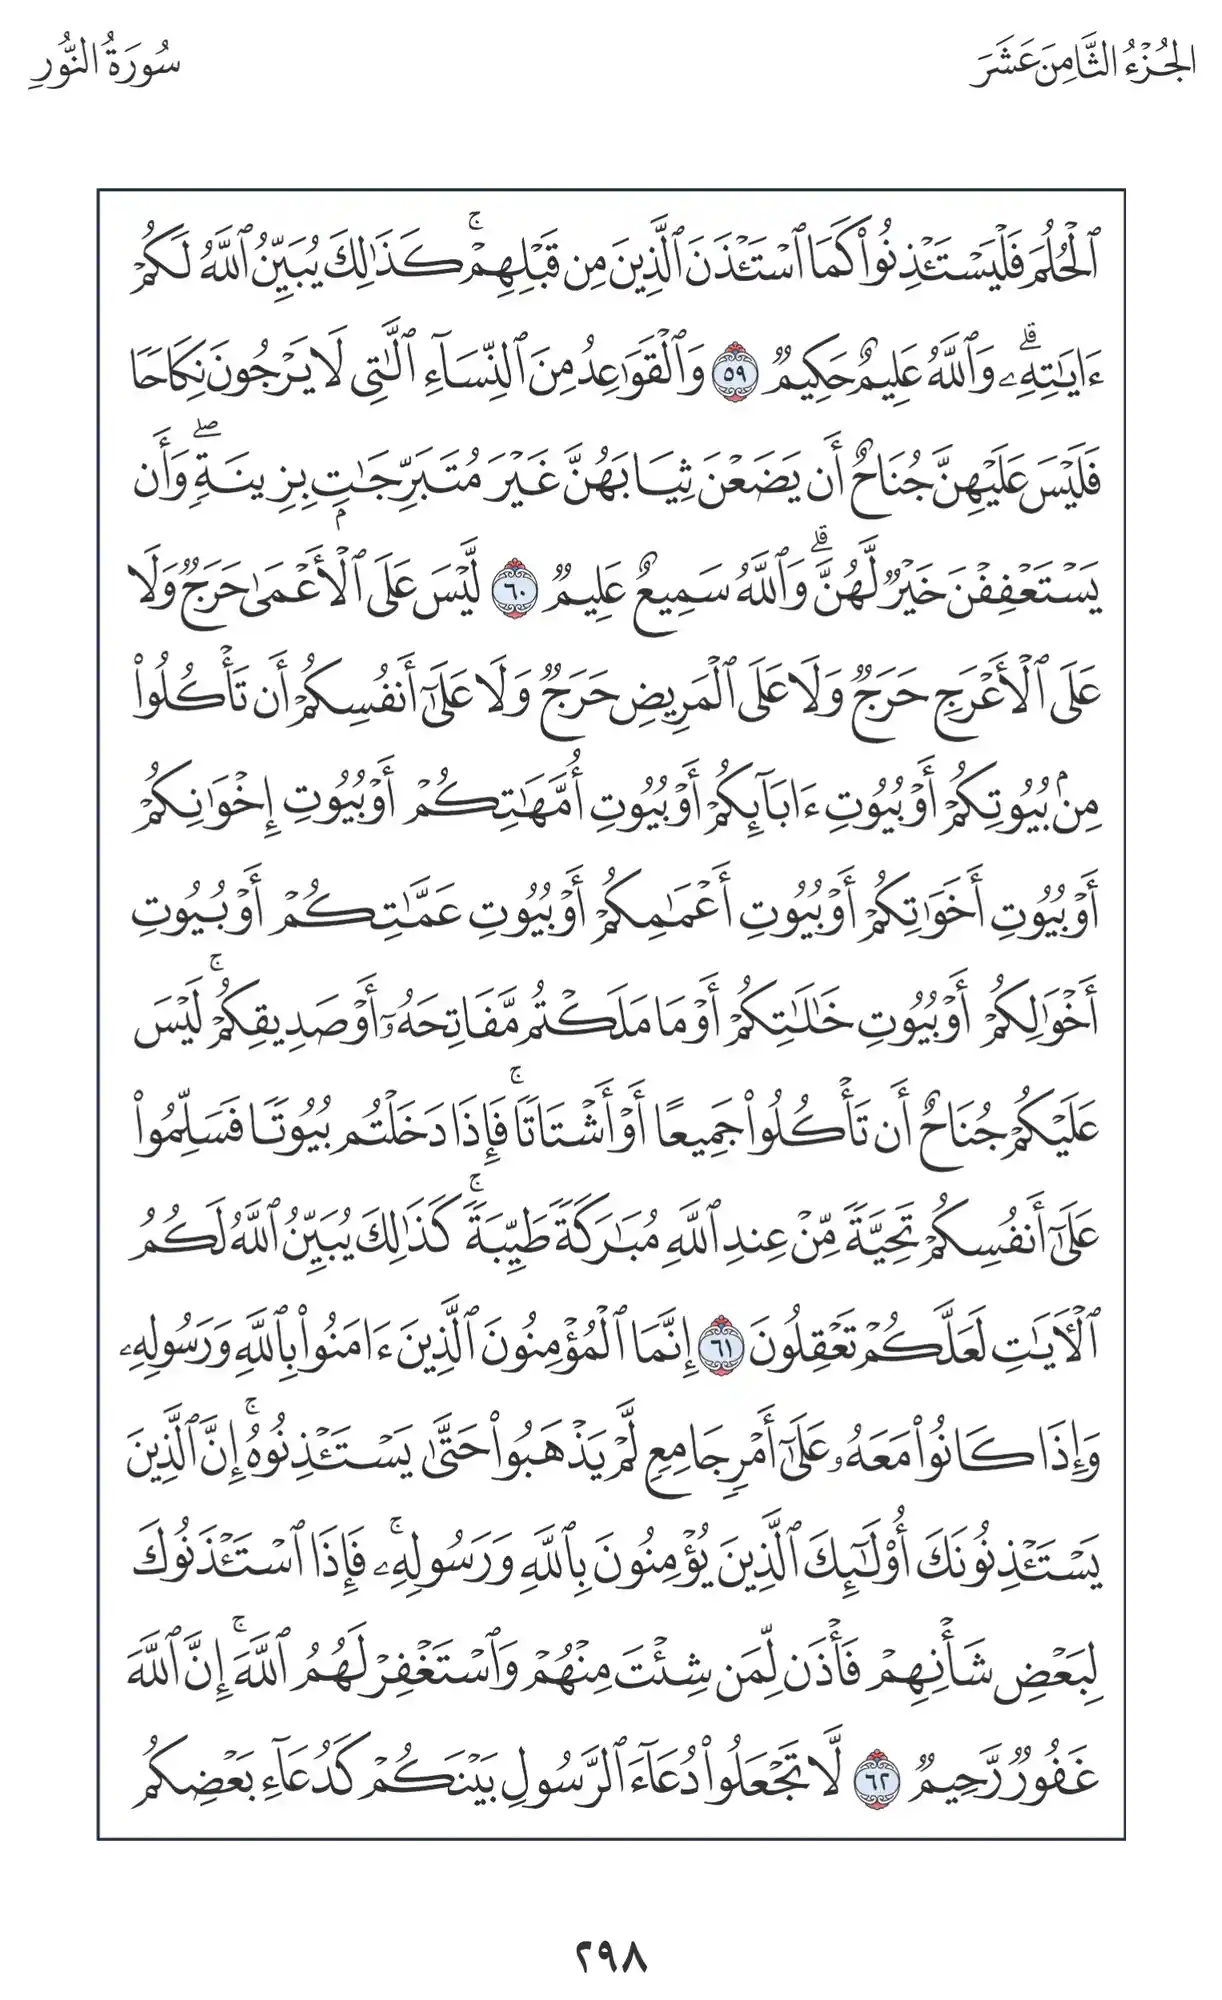 الجُزْءُ الثَّامِنَ عَشَرَ
سُورَةُ النُّورِ
ٱلْحُلُمَ فَلْيَسْتَـْٔذِنُوا۟ كَمَا ٱسْتَـْٔذَنَ ٱلَّذِينَ مِن قَبْلِهِمْ ۚ كَذَٰلِكَ يُبَيِّنُ ٱللَّهُ لَكُمْ
ءَايَـٰتِهِۦ ۗ وَٱللَّهُ عَلِيمٌ حَكِيمٌ ٥٩ وَٱلْقَوَٰعِدُ مِنَ ٱلنِّسَآءِ ٱلَّـٰتِى لَا يَرْجُونَ نِكَاحًا
فَلَيْسَ عَلَيْهِنَّ جُنَاحٌ أَن يَضَعْنَ ثِيَابَهُنَّ غَيْرَ مُتَبَرِّجَـٰتٍۭ بِزِينَةٍ ۖ وَأَن
يَسْتَعْفِفْنَ خَيْرٌ لَّهُنَّ ۗ وَٱللَّهُ سَمِيعٌ عَلِيمٌ ٦٠ لَّيْسَ عَلَى ٱلْأَعْمَىٰ حَرَجٌ وَلَا
عَلَى ٱلْأَعْرَجِ حَرَجٌ وَلَا عَلَى ٱلْمَرِيضِ حَرَجٌ وَلَا عَلَىٰٓ أَنفُسِكُمْ أَن تَأْكُلُوا۟
مِنۢ بُيُوتِكُمْ أَوْ بُيُوتِ ءَابَآئِكُمْ أَوْ بُيُوتِ أُمَّهَـٰتِكُمْ أَوْ بُيُوتِ إِخْوَٰنِكُمْ
أَوْ بُيُوتِ أَخَوَٰتِكُمْ أَوْ بُيُوتِ أَعْمَـٰمِكُمْ أَوْ بُيُوتِ عَمَّـٰتِكُمْ أَوْ بُيُوتِ
أَخْوَٰلِكُمْ أَوْ بُيُوتِ خَـٰلَـٰتِكُمْ أَوْ مَا مَلَكْتُم مَّفَاتِحَهُۥٓ أَوْ صَدِيقِكُمْ ۚ لَيْسَ
عَلَيْكُمْ جُنَاحٌ أَن تَأْكُلُوا۟ جَمِيعًا أَوْ أَشْتَاتًا ۚ فَإِذَا دَخَلْتُم بُيُوتًا فَسَلِّمُوا۟
عَلَىٰٓ أَنفُسِكُمْ تَحِيَّةً مِّنْ عِندِ ٱللَّهِ مُبَـٰرَكَةً طَيِّبَةً ۚ كَذَٰلِكَ يُبَيِّنُ ٱللَّهُ لَكُمُ
ٱلْـَٔايَـٰتِ لَعَلَّكُمْ تَعْقِلُونَ ٦١ إِنَّمَا ٱلْمُؤْمِنُونَ ٱلَّذِينَ ءَامَنُوا۟ بِٱللَّهِ وَرَسُولِهِۦ
وَإِذَا كَانُوا۟ مَعَهُۥ عَلَىٰٓ أَمْرٍ جَامِعٍ لَّمْ يَذْهَبُوا۟ حَتَّىٰ يَسْتَـْٔذِنُوهُ ۚ إِنَّ ٱلَّذِينَ
يَسْتَـْٔذِنُونَكَ أُو۟لَـٰٓئِكَ ٱلَّذِينَ يُؤْمِنُونَ بِٱللَّهِ وَرَسُولِهِۦ ۚ فَإِذَا ٱسْتَـْٔذَنُوكَ
لِبَعْضِ شَأْنِهِمْ فَأْذَن لِّمَن شِئْتَ مِنْهُمْ وَٱسْتَغْفِرْ لَهُمُ ٱللَّهَ ۚ إِنَّ ٱللَّهَ
غَفُورٌ رَّحِيمٌ ٦٢ لَّا تَجْعَلُوا۟ دُعَآءَ ٱلرَّسُولِ بَيْنَكُمْ كَدُعَآءِ بَعْضِكُم
٢٩٨